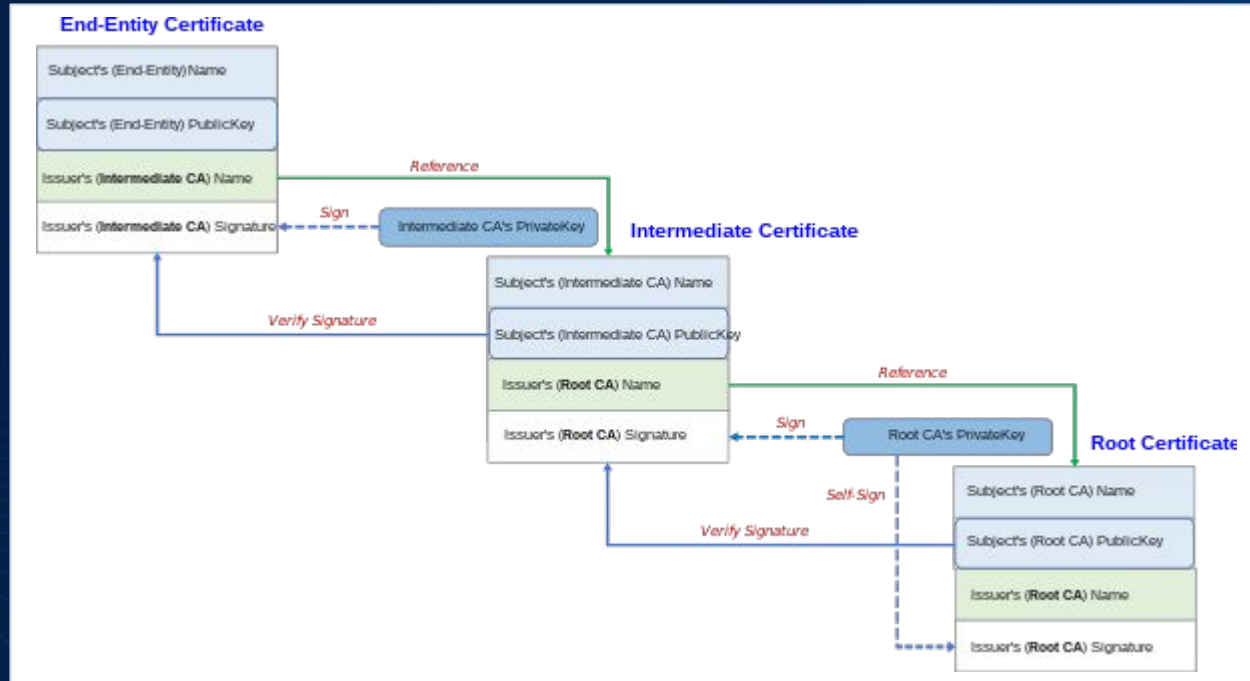 End-Entity Certificate
Subject's (End-Entity) Name
Subject's (End-Entity) PublicKey
Issuer's (Intermediate CA) Name
Reference
Issuer's (Intermediate CA) Signature
Sign
Intermediate CA's PrivateKey
Intermediate Certificate
Subject's (Intermediate CA) Name
Verify Signature
Subject's (Intermediate CA) PublicKey
Issuer's (Root CA) Name
Reference
Issuer's (Root CA) Signature
Sign
Root CA's PrivateKey
Root Certificate
Self-Sign
Subject's (Root CA) Name
Verify Signature
Subject's (Root CA) PublicKey
Issuer's (Root CA) Name
Issuer's (Root CA) Signature